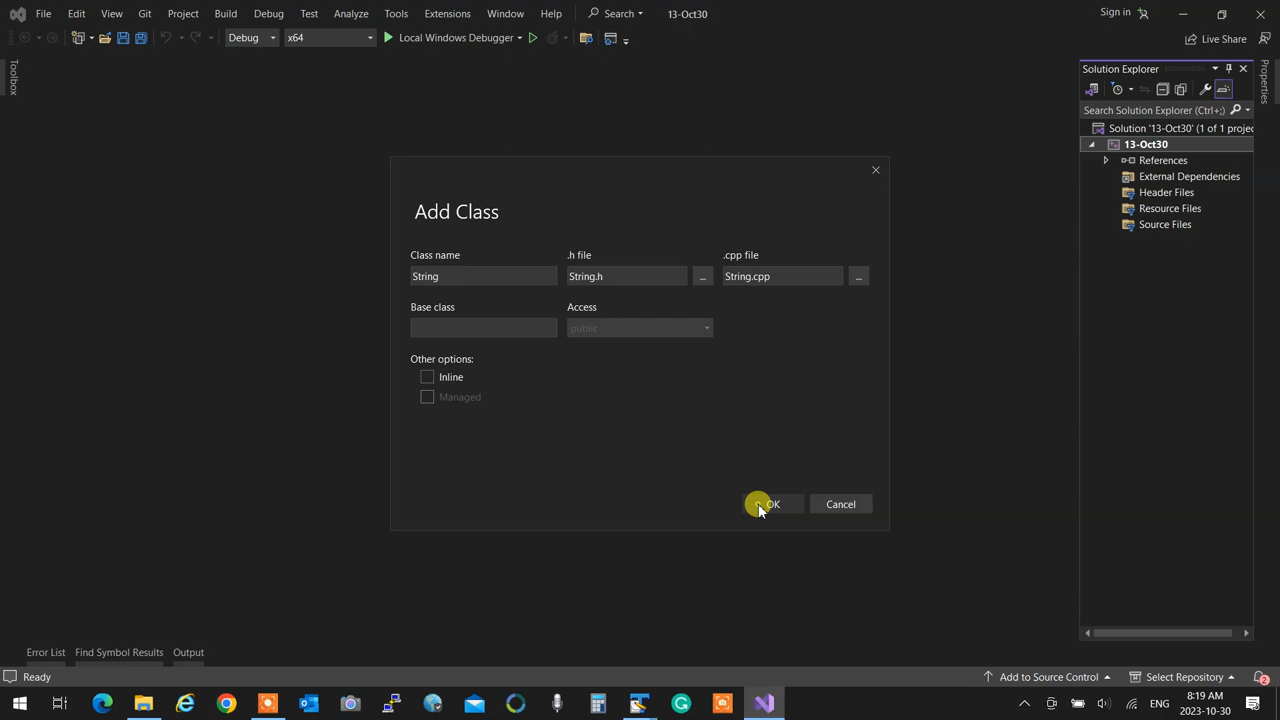 File Edit View Git Project Build Debug Test Analyze Tools Extensions Window Help Search 13-Oct30 Sign in
Debug x64 Local Windows Debugger Live Share
Toolbox
Solution Explorer
Search Solution Explorer (Ctrl+;)
Solution '13-Oct30' (1 of 1 projec
13-Oct30
References
External Dependencies
Header Files
Resource Files
Source Files
Properties
Add Class
Class name .h file .cpp file
String String.h ... String.cpp ...
Base class Access
public
Other options:
Inline
Managed
OK Cancel
Error List Find Symbol Results Output
Ready Add to Source Control Select Repository 2
ENG 8:19 AM
2023-10-30